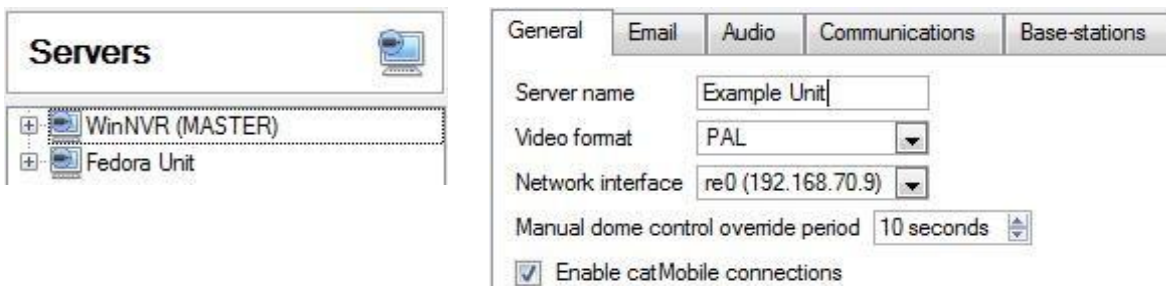 Servers
WinNVR (MASTER)
Fedora Unit
General Email Audio Communications Base-stations
Server name Example Unit
Video format PAL
Network interface re0 (192.168.70.9)
Manual dome control override period 10 seconds
Enable catMobile connections